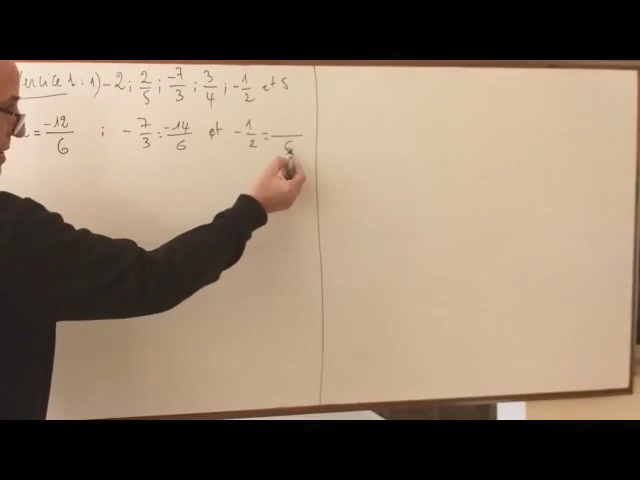 ercice 1 : 1) -2 ; 2/5 ; -7/3 ; 3/4 ; -1/2 et 5
= -12/6 ; -7/3 = -14/6 et -1/2 = /6